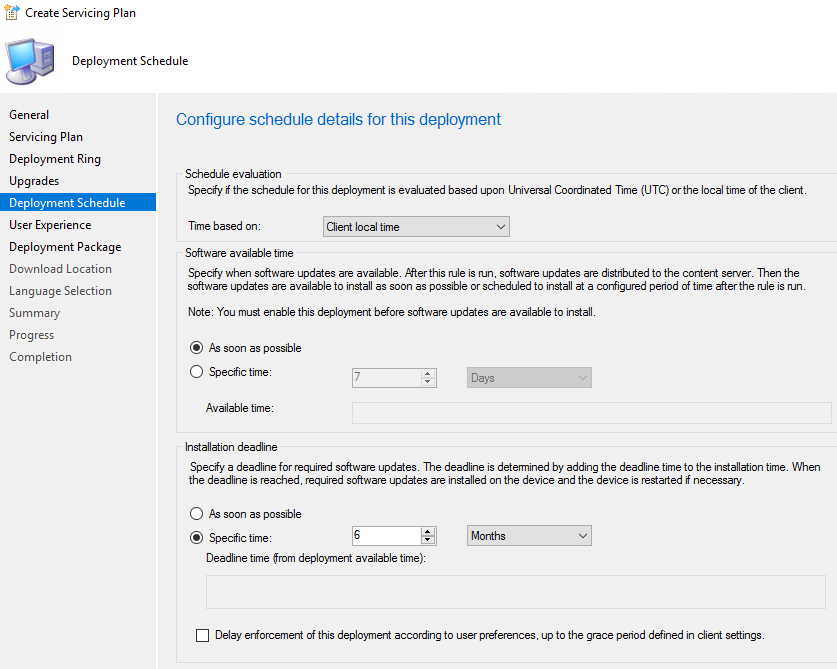 Create Servicing Plan
Deployment Schedule
General
Servicing Plan
Deployment Ring
Upgrades
Deployment Schedule
User Experience
Deployment Package
Download Location
Language Selection
Summary
Progress
Completion
Configure schedule details for this deployment
Schedule evaluation
Specify if the schedule for this deployment is evaluated based upon Universal Coordinated Time (UTC) or the local time of the client.
Time based on: Client local time
Software available time
Specify when software updates are available. After this rule is run, software updates are distributed to the content server. Then the
software updates are available to install as soon as possible or scheduled to install at a configured period of time after the rule is run.
Note: You must enable this deployment before software updates are available to install.
As soon as possible
Specific time: 7 Days
Available time:
Installation deadline
Specify a deadline for required software updates. The deadline is determined by adding the deadline time to the installation time. When
the deadline is reached, required software updates are installed on the device and the device is restarted if necessary.
As soon as possible
Specific time: 6 Months
Deadline time (from deployment available time):
Delay enforcement of this deployment according to user preferences, up to the grace period defined in client settings.